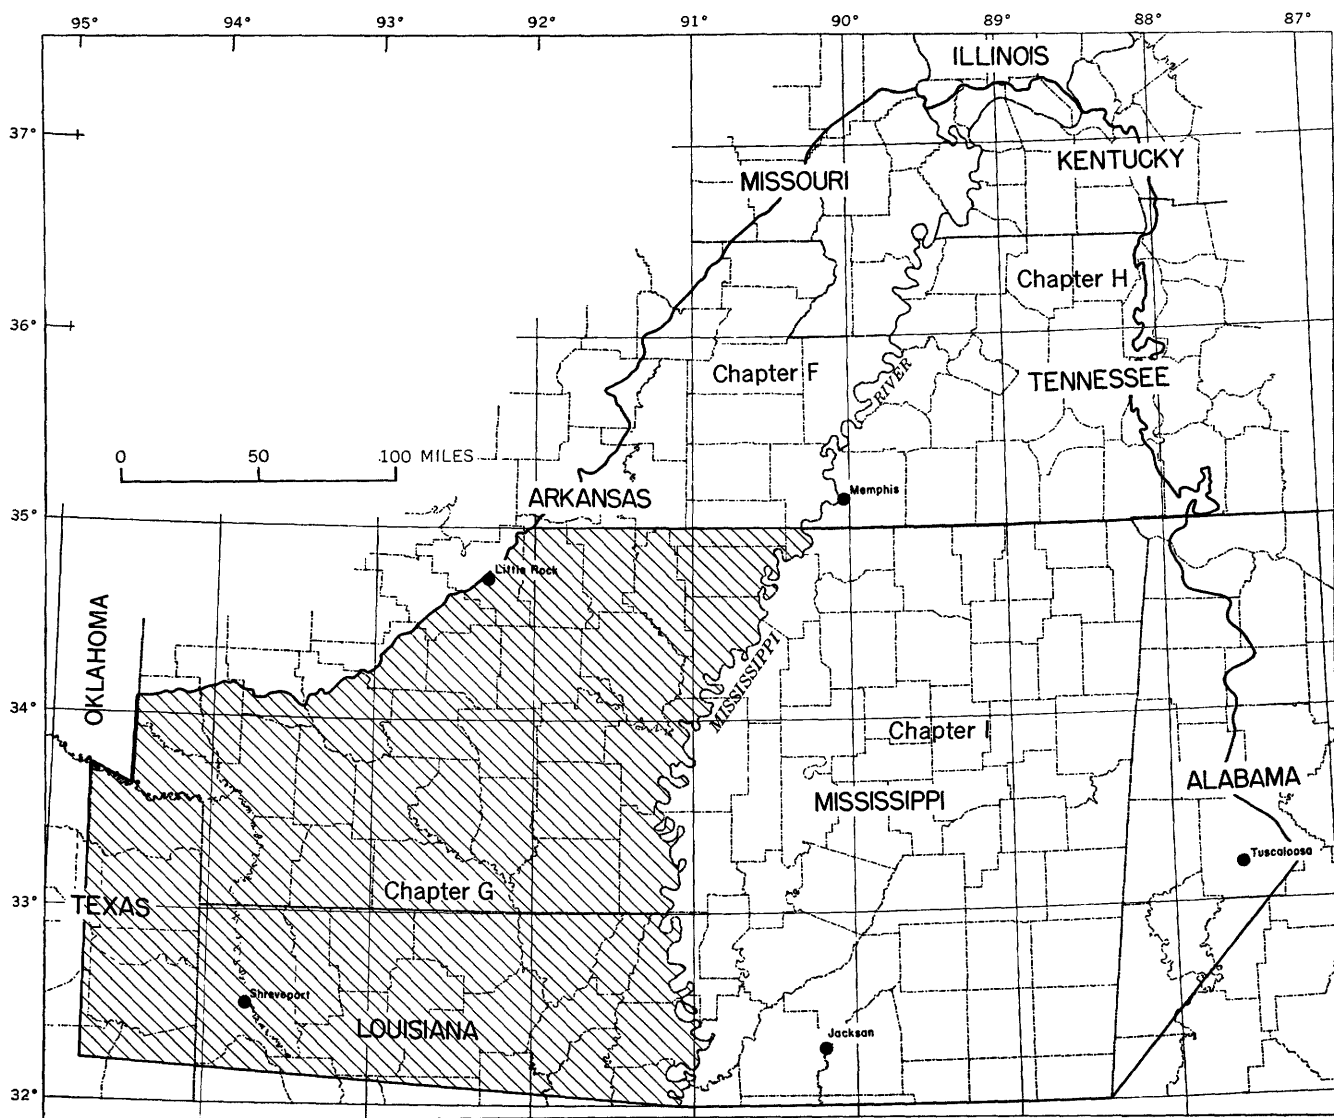 95° 94° 92° 91° 90° 89° 88° 87°
ILLINOIS
37°
KENTUCKY
MISSOURI
Chapter H
36°
Chapter F
TENNESSEE
RIVER
0 50 100 MILES
Memphis
ARKANSAS
35°
Little Rock
OKLAHOMA
MISSISSIPPI
34°
Chapter I
ALABAMA
MISSISSIPPI
Tuscaloosa
Chapter G
33°
TEXAS
Shreveport
LOUISIANA
Jackson
32°